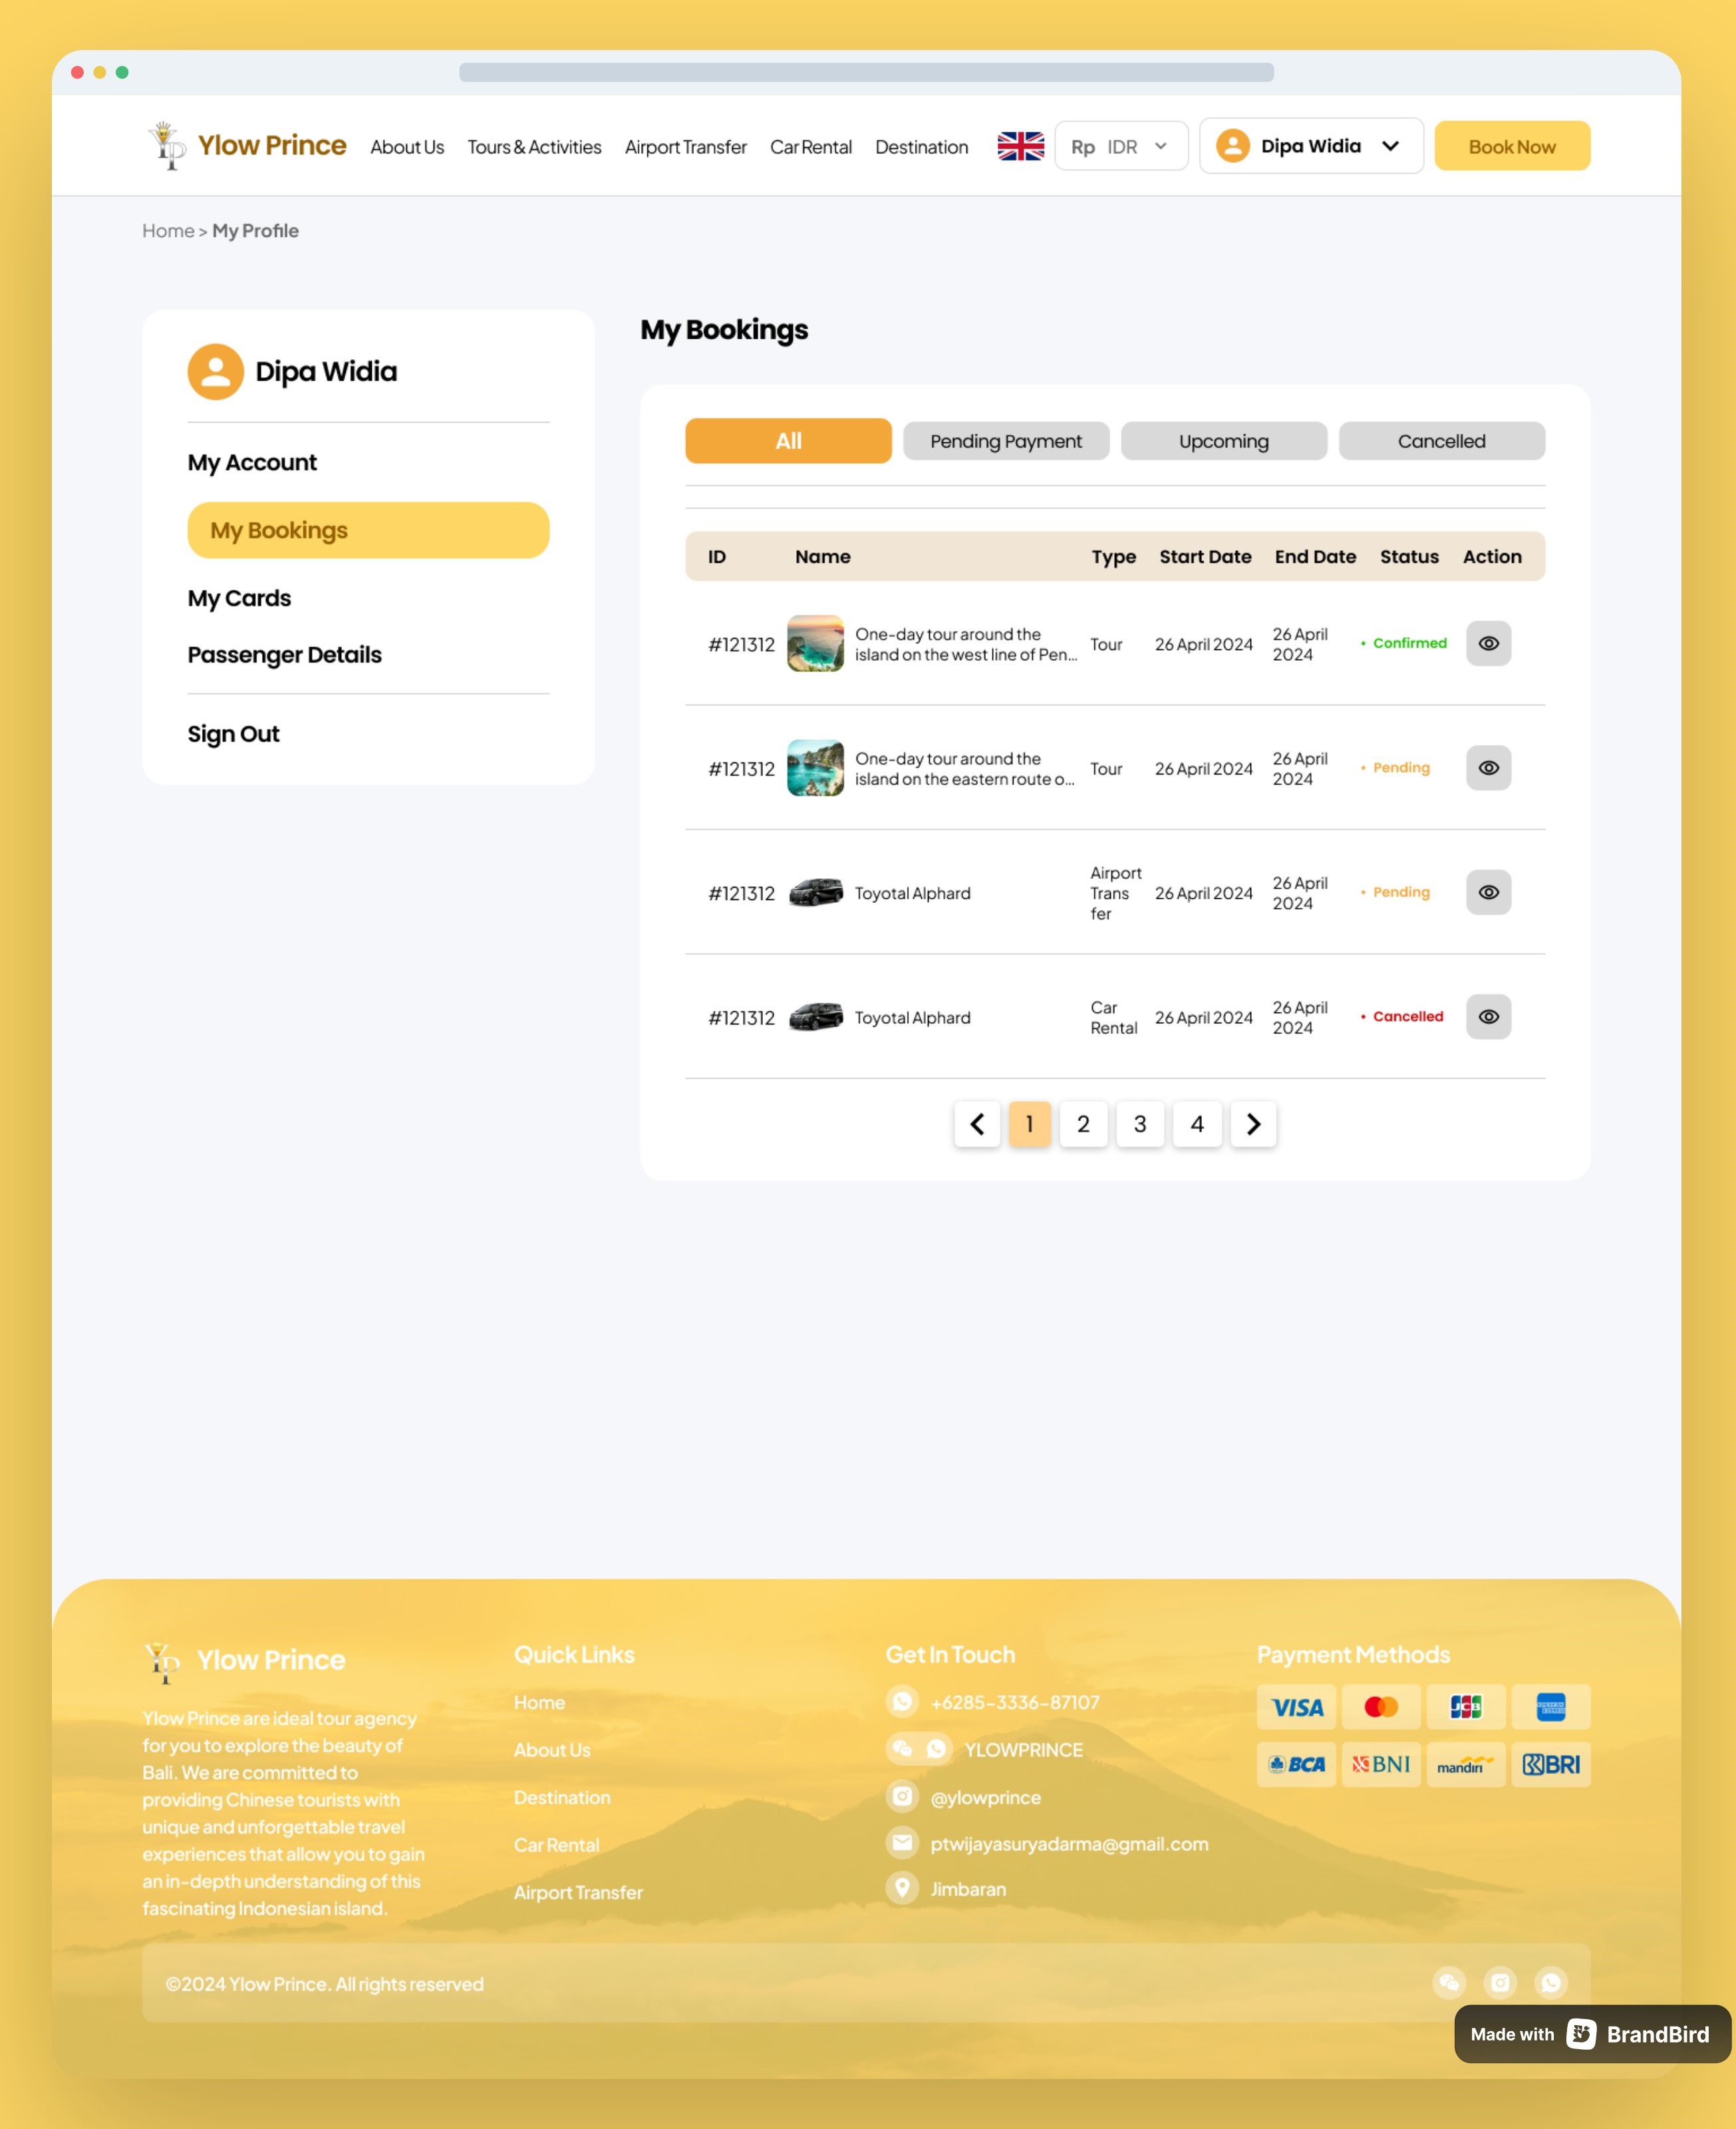 Ylow Prince
About Us
Tours & Activities
Airport Transfer
Car Rental
Destination
Rp IDR
Dipa Widia
Book Now
Home > My Profile
Dipa Widia
My Account
My Bookings
My Cards
Passenger Details
Sign Out
My Bookings
All
Pending Payment
Upcoming
Cancelled
ID Name Type Start Date End Date Status Action
#121312
One-day tour around the
island on the west line of Pen...
Tour
26 April 2024
26 April
2024
• Confirmed
#121312
One-day tour around the
island on the eastern route o...
Tour
26 April 2024
26 April
2024
• Pending
#121312
Toyotal Alphard
Airport
Trans
fer
26 April 2024
26 April
2024
• Pending
#121312
Toyotal Alphard
Car
Rental
26 April 2024
26 April
2024
• Cancelled
1 2 3 4
Ylow Prince
Ylow Prince are ideal tour agency
for you to explore the beauty of
Bali. We are committed to
providing Chinese tourists with
unique and unforgettable travel
experiences that allow you to gain
an in-depth understanding of this
fascinating Indonesian island.
Quick Links
Home
About Us
Destination
Car Rental
Airport Transfer
Get In Touch
+6285-3336-87107
YLOWPRINCE
@ylowprince
ptwijayasuryadarma@gmail.com
Jimbaran
Payment Methods
VISA
JCB
AMERICAN EXPRESS
BCA
BNI
mandiri
BRI
©2024 Ylow Prince. All rights reserved
Made with BrandBird